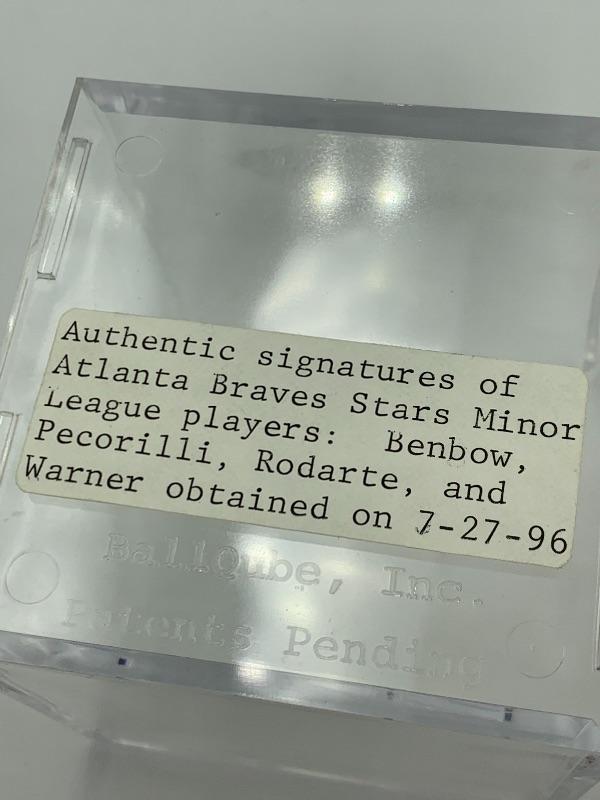 Authentic signatures of
Atlanta Braves Stars Minor
League players:  Benbow,
Pecorilli, Rodarte, and
Warner obtained on 7-27-96
BallQube, Inc.
Patents Pending